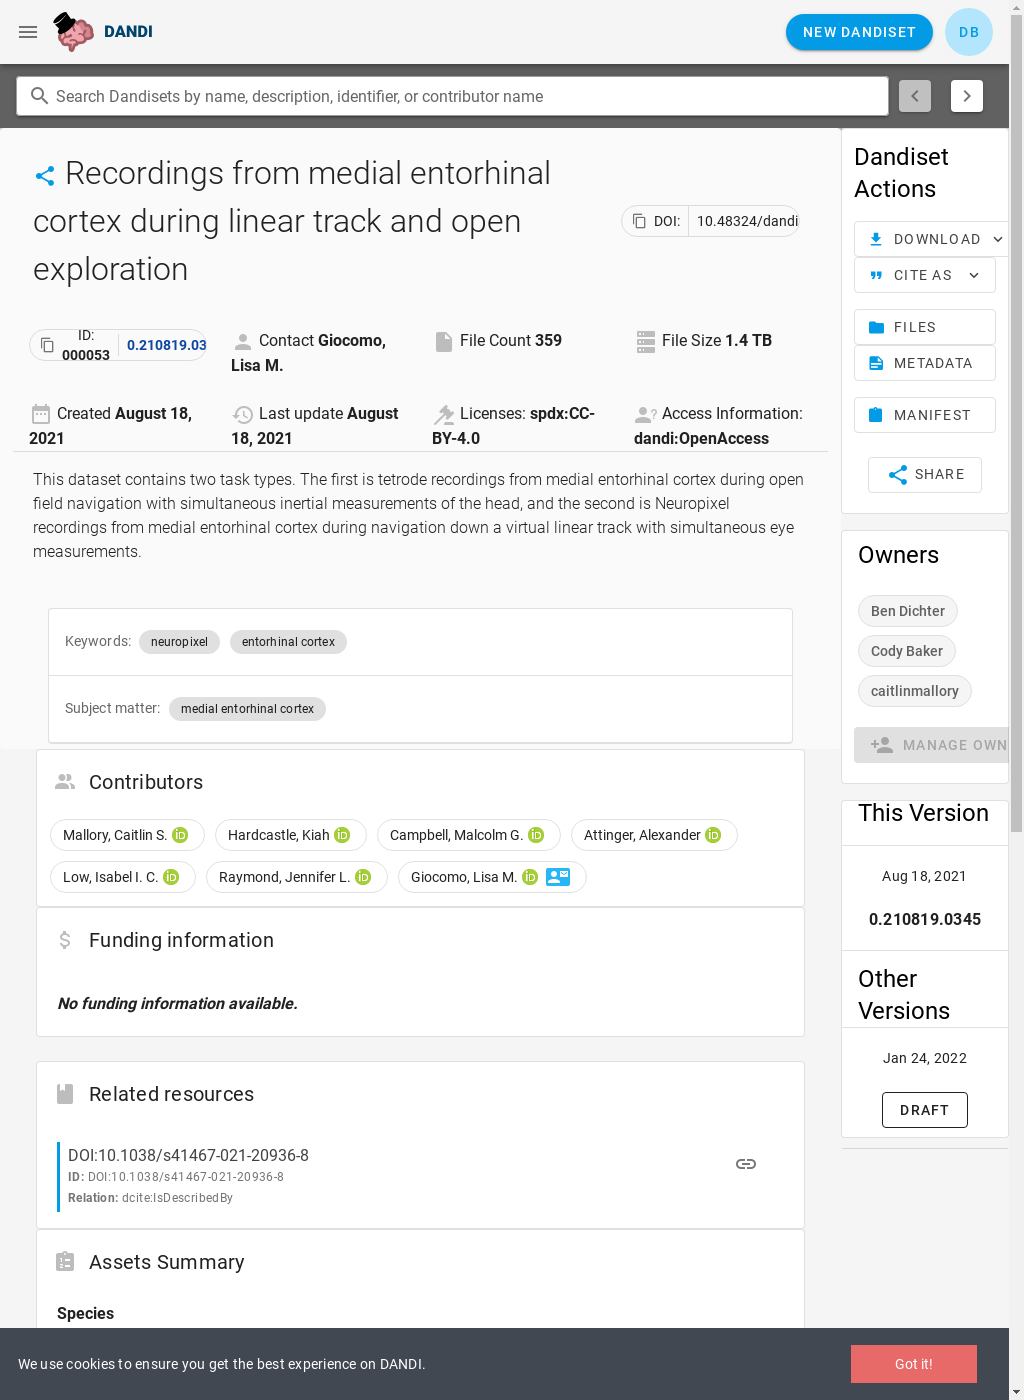 DANDI
NEW DANDISET
DB
Search Dandisets by name, description, identifier, or contributor name
Recordings from medial entorhinal
cortex during linear track and open
exploration
DOI:
10.48324/dandi
ID:
000053
0.210819.03
Contact Giocomo,
Lisa M.
File Count 359
File Size 1.4 TB
Created August 18,
2021
Last update August
18, 2021
Licenses: spdx:CC-
BY-4.0
Access Information:
dandi:OpenAccess
This dataset contains two task types. The first is tetrode recordings from medial entorhinal cortex during open
field navigation with simultaneous inertial measurements of the head, and the second is Neuropixel
recordings from medial entorhinal cortex during navigation down a virtual linear track with simultaneous eye
measurements.
Keywords: neuropixel entorhinal cortex
Subject matter: medial entorhinal cortex
Contributors
Mallory, Caitlin S. iD Hardcastle, Kiah iD Campbell, Malcolm G. iD Attinger, Alexander iD
Low, Isabel I. C. iD Raymond, Jennifer L. iD Giocomo, Lisa M. iD
Funding information
No funding information available.
Related resources
DOI:10.1038/s41467-021-20936-8
ID: DOI:10.1038/s41467-021-20936-8
Relation: dcite:IsDescribedBy
Assets Summary
Species
Dandiset
Actions
DOWNLOAD
CITE AS
FILES
METADATA
MANIFEST
SHARE
Owners
Ben Dichter
Cody Baker
caitlinmallory
MANAGE OWN
This Version
Aug 18, 2021
0.210819.0345
Other
Versions
Jan 24, 2022
DRAFT
We use cookies to ensure you get the best experience on DANDI.
Got it!